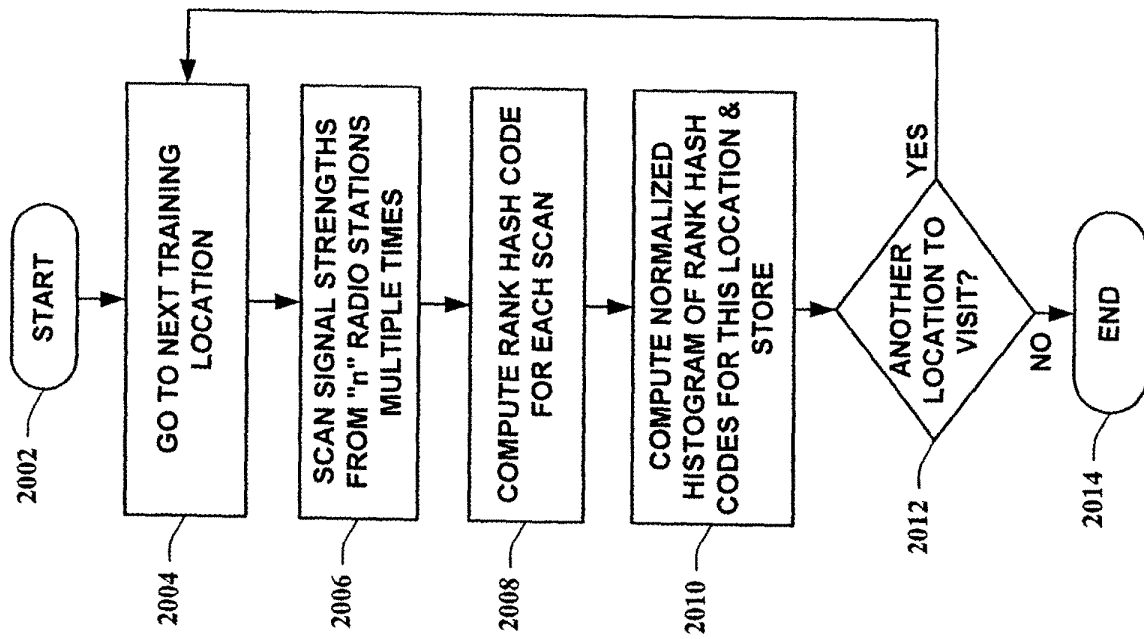 START
2002
GO TO NEXT TRAINING
LOCATION
2004
SCAN SIGNAL STRENGTHS
FROM "n" RADIO STATIONS
MULTIPLE TIMES
2006
COMPUTE RANK HASH CODE
FOR EACH SCAN
2008
COMPUTE NORMALIZED
HISTOGRAM OF RANK HASH
CODES FOR THIS LOCATION &
STORE
2010
ANOTHER
LOCATION TO
VISIT?
2012
YES
NO
END
2014